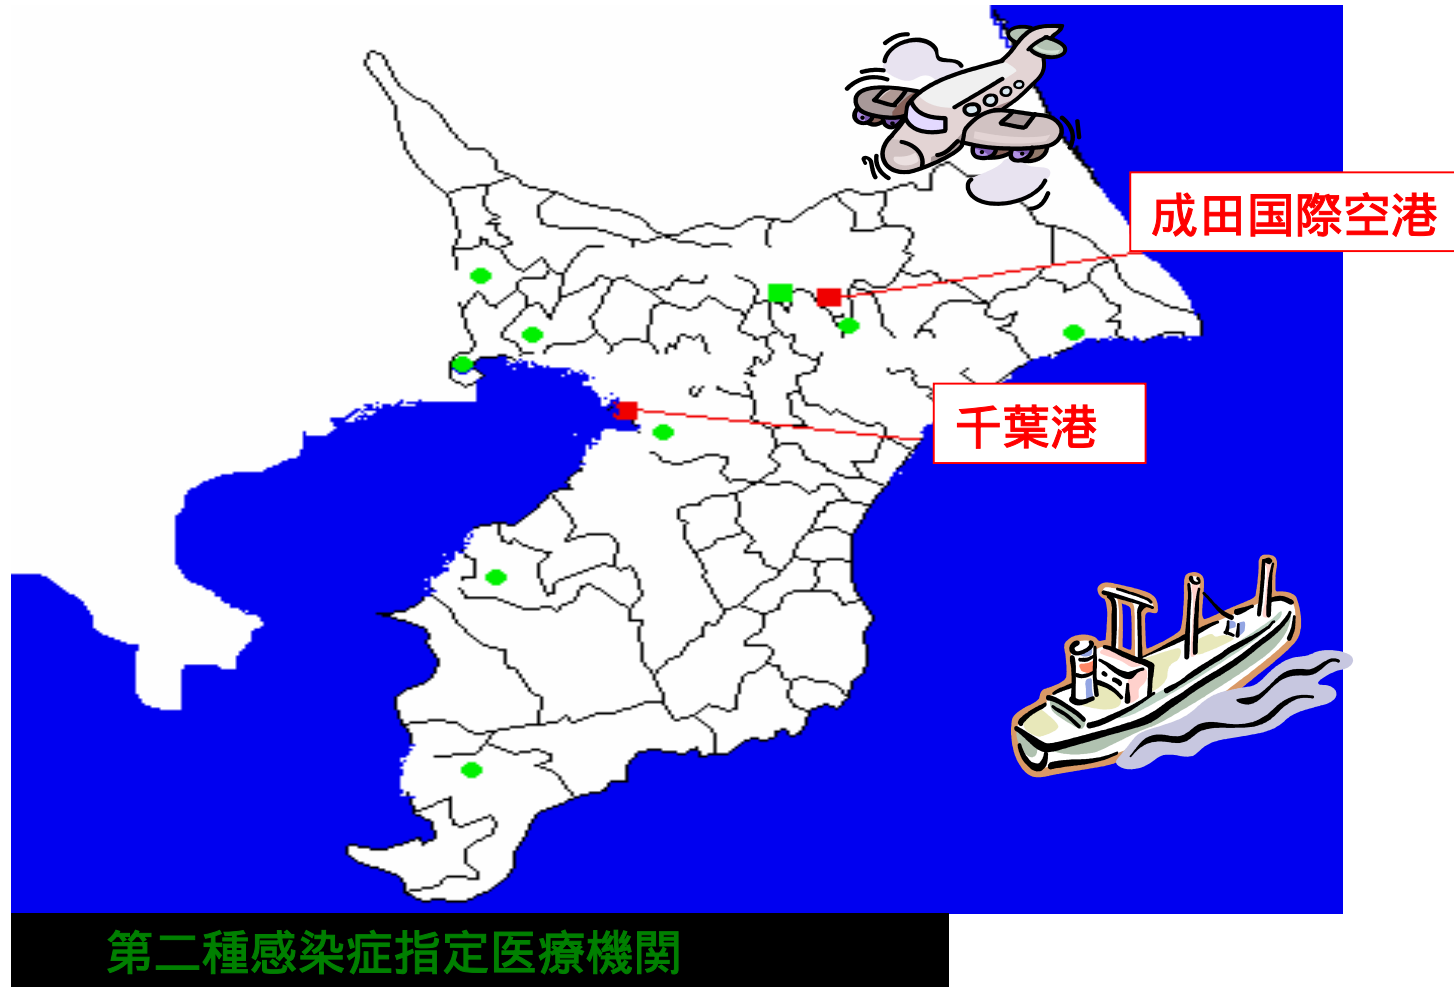 成田国際空港
千葉港
第二種感染症指定医療機関